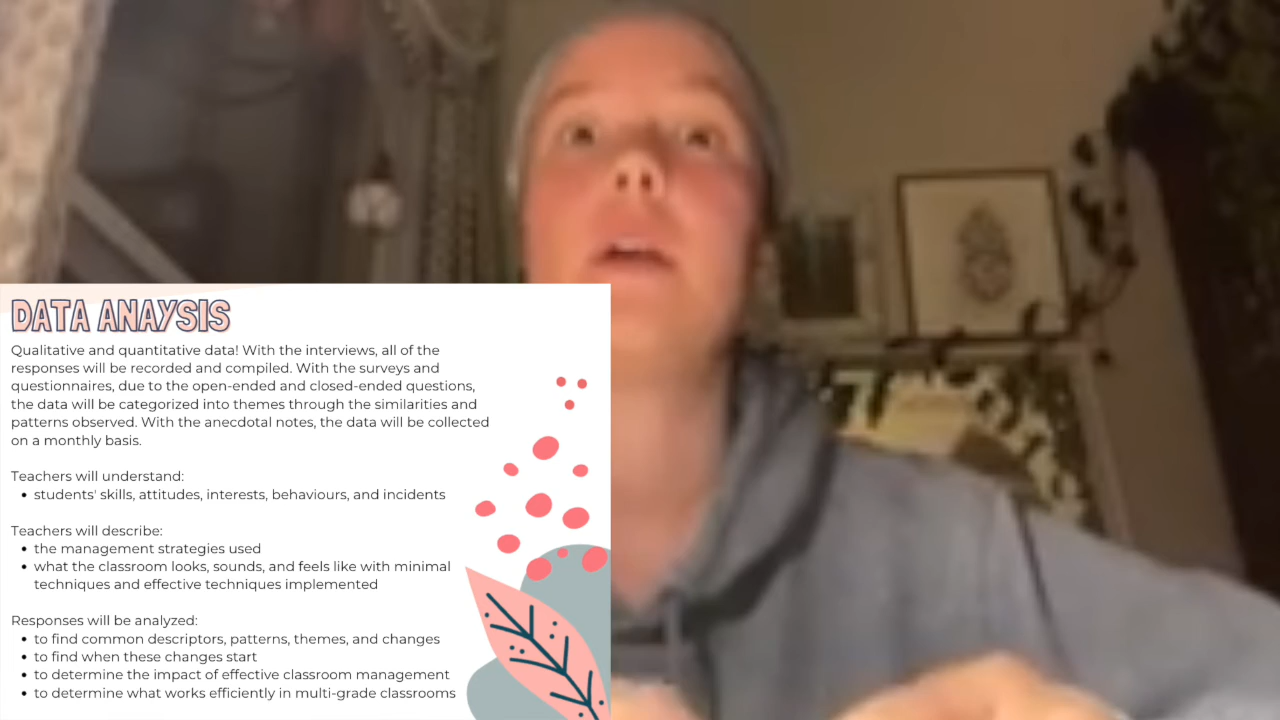 DATA ANAYSIS
Qualitative and quantitative data! With the interviews, all of the
responses will be recorded and compiled. With the surveys and
questionnaires, due to the open-ended and closed-ended questions,
the data will be categorized into themes through the similarities and
patterns observed. With the anecdotal notes, the data will be collected
on a monthly basis.
Teachers will understand:
• students' skills, attitudes, interests, behaviours, and incidents
Teachers will describe:
• the management strategies used
• what the classroom looks, sounds, and feels like with minimal
techniques and effective techniques implemented
Responses will be analyzed:
• to find common descriptors, patterns, themes, and changes
• to find when these changes start
• to determine the impact of effective classroom management
• to determine what works efficiently in multi-grade classrooms